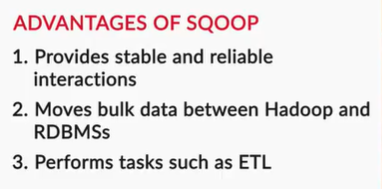 ADVANTAGES OF SQOOP
1. Provides stable and reliable
interactions
2. Moves bulk data between Hadoop and
RDBMSs
3. Performs tasks such as ETL